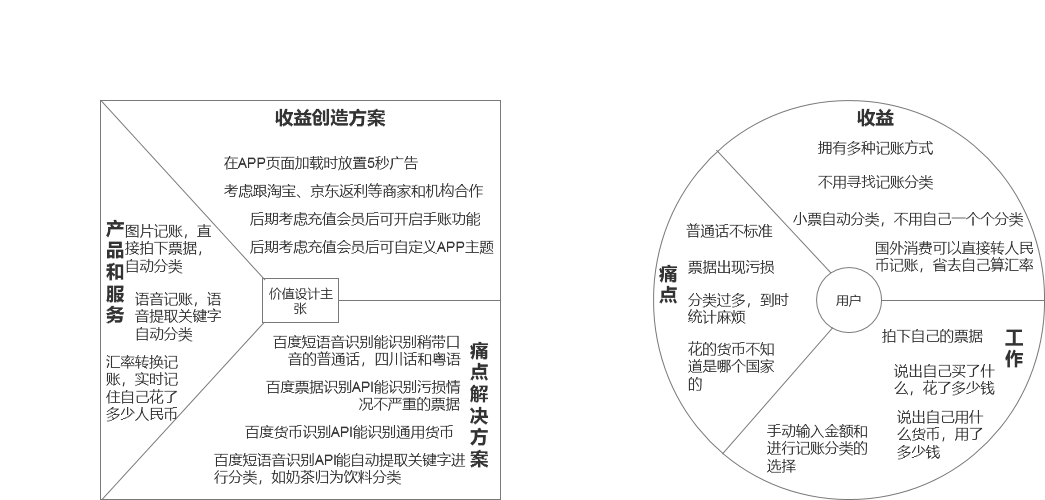 收益创造方案
在APP页面加载时放置5秒广告
考虑跟淘宝、京东返利等商家和机构合作
后期考虑充值会员后可开启手账功能
后期考虑充值会员后可自定义APP主题
产品和服务
图片记账，直
接拍下票据，
自动分类
语音记账，语
音提取关键字
自动分类
汇率转换记
账，实时记
住自己花了
多少人民币
价值设计主
张
痛点解决方案
百度短语音识别能识别稍带口
音的普通话，四川话和粤语
百度票据识别API能识别污损情
况不严重的票据
百度货币识别API能识别通用货币
百度短语音识别API能自动提取关键字进
行分类，如奶茶归为饮料分类
收益
拥有多种记账方式
不用寻找记账分类
小票自动分类，不用自己一个个分类
国外消费可以直接转人民
币记账，省去自己算汇率
痛点
普通话不标准
票据出现污损
分类过多，到时
统计麻烦
花的货币不知
道是哪个国家
的
用户
工作
拍下自己的票据
说出自己买了什
么，花了多少钱
说出自己用什
么货币，用了
多少钱
手动输入金额和
进行记账分类的
选择